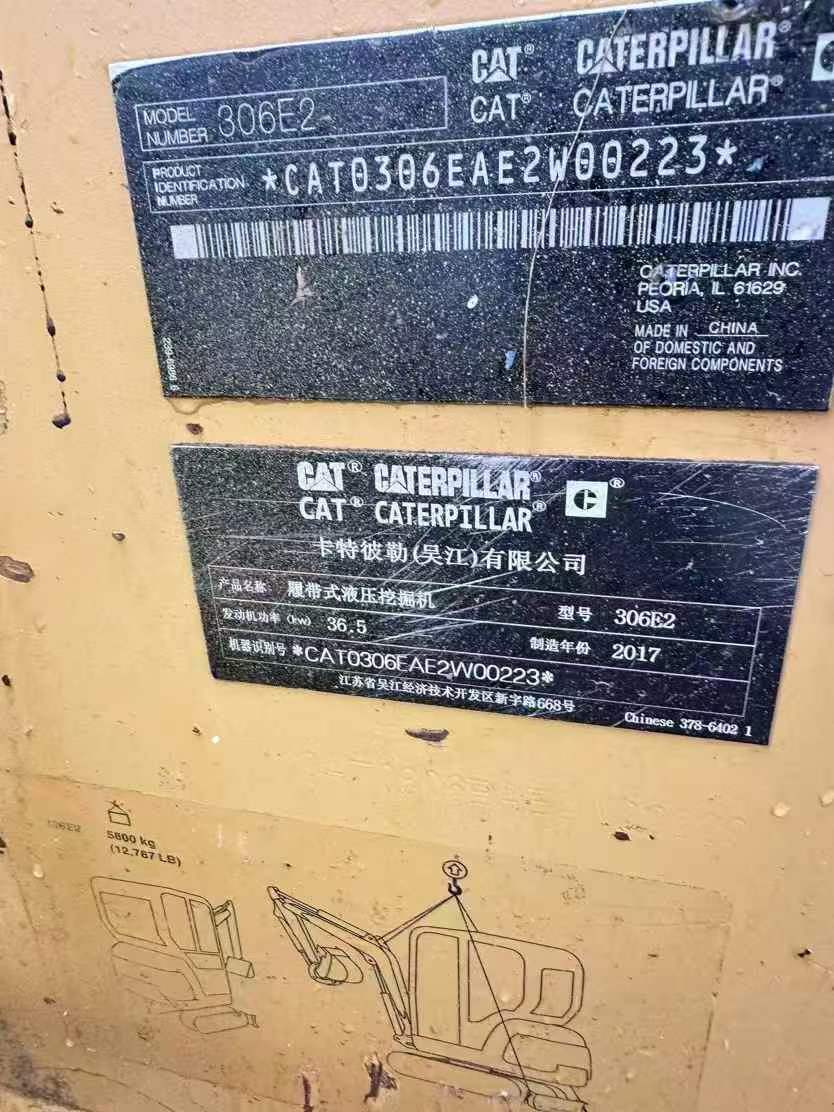 CAT® CATERPILLAR®
CAT® CATERPILLAR®
MODEL NUMBER 306E2
PRODUCT IDENTIFICATION NUMBER *CAT0306EAE2W00223*
CATERPILLAR INC.
PEORIA, IL 61629
USA
MADE IN CHINA
OF DOMESTIC AND
FOREIGN COMPONENTS
CAT® CATERPILLAR® ®
CAT® CATERPILLAR®
卡特彼勒(吴江)有限公司
产品名称 履带式液压挖掘机 型号 306E2
发动机功率 (kw) 36.5 制造年份 2017
机器识别号 *CAT0306EAE2W00223*
江苏省吴江经济技术开发区新字路668号
Chinese 378-6402 1
306E2
5800 kg
(12,787 LB)